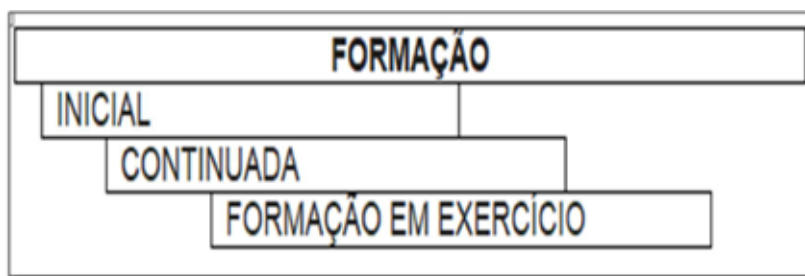 FORMAÇÃO
INICIAL
CONTINUADA
FORMAÇÃO EM EXERCÍCIO